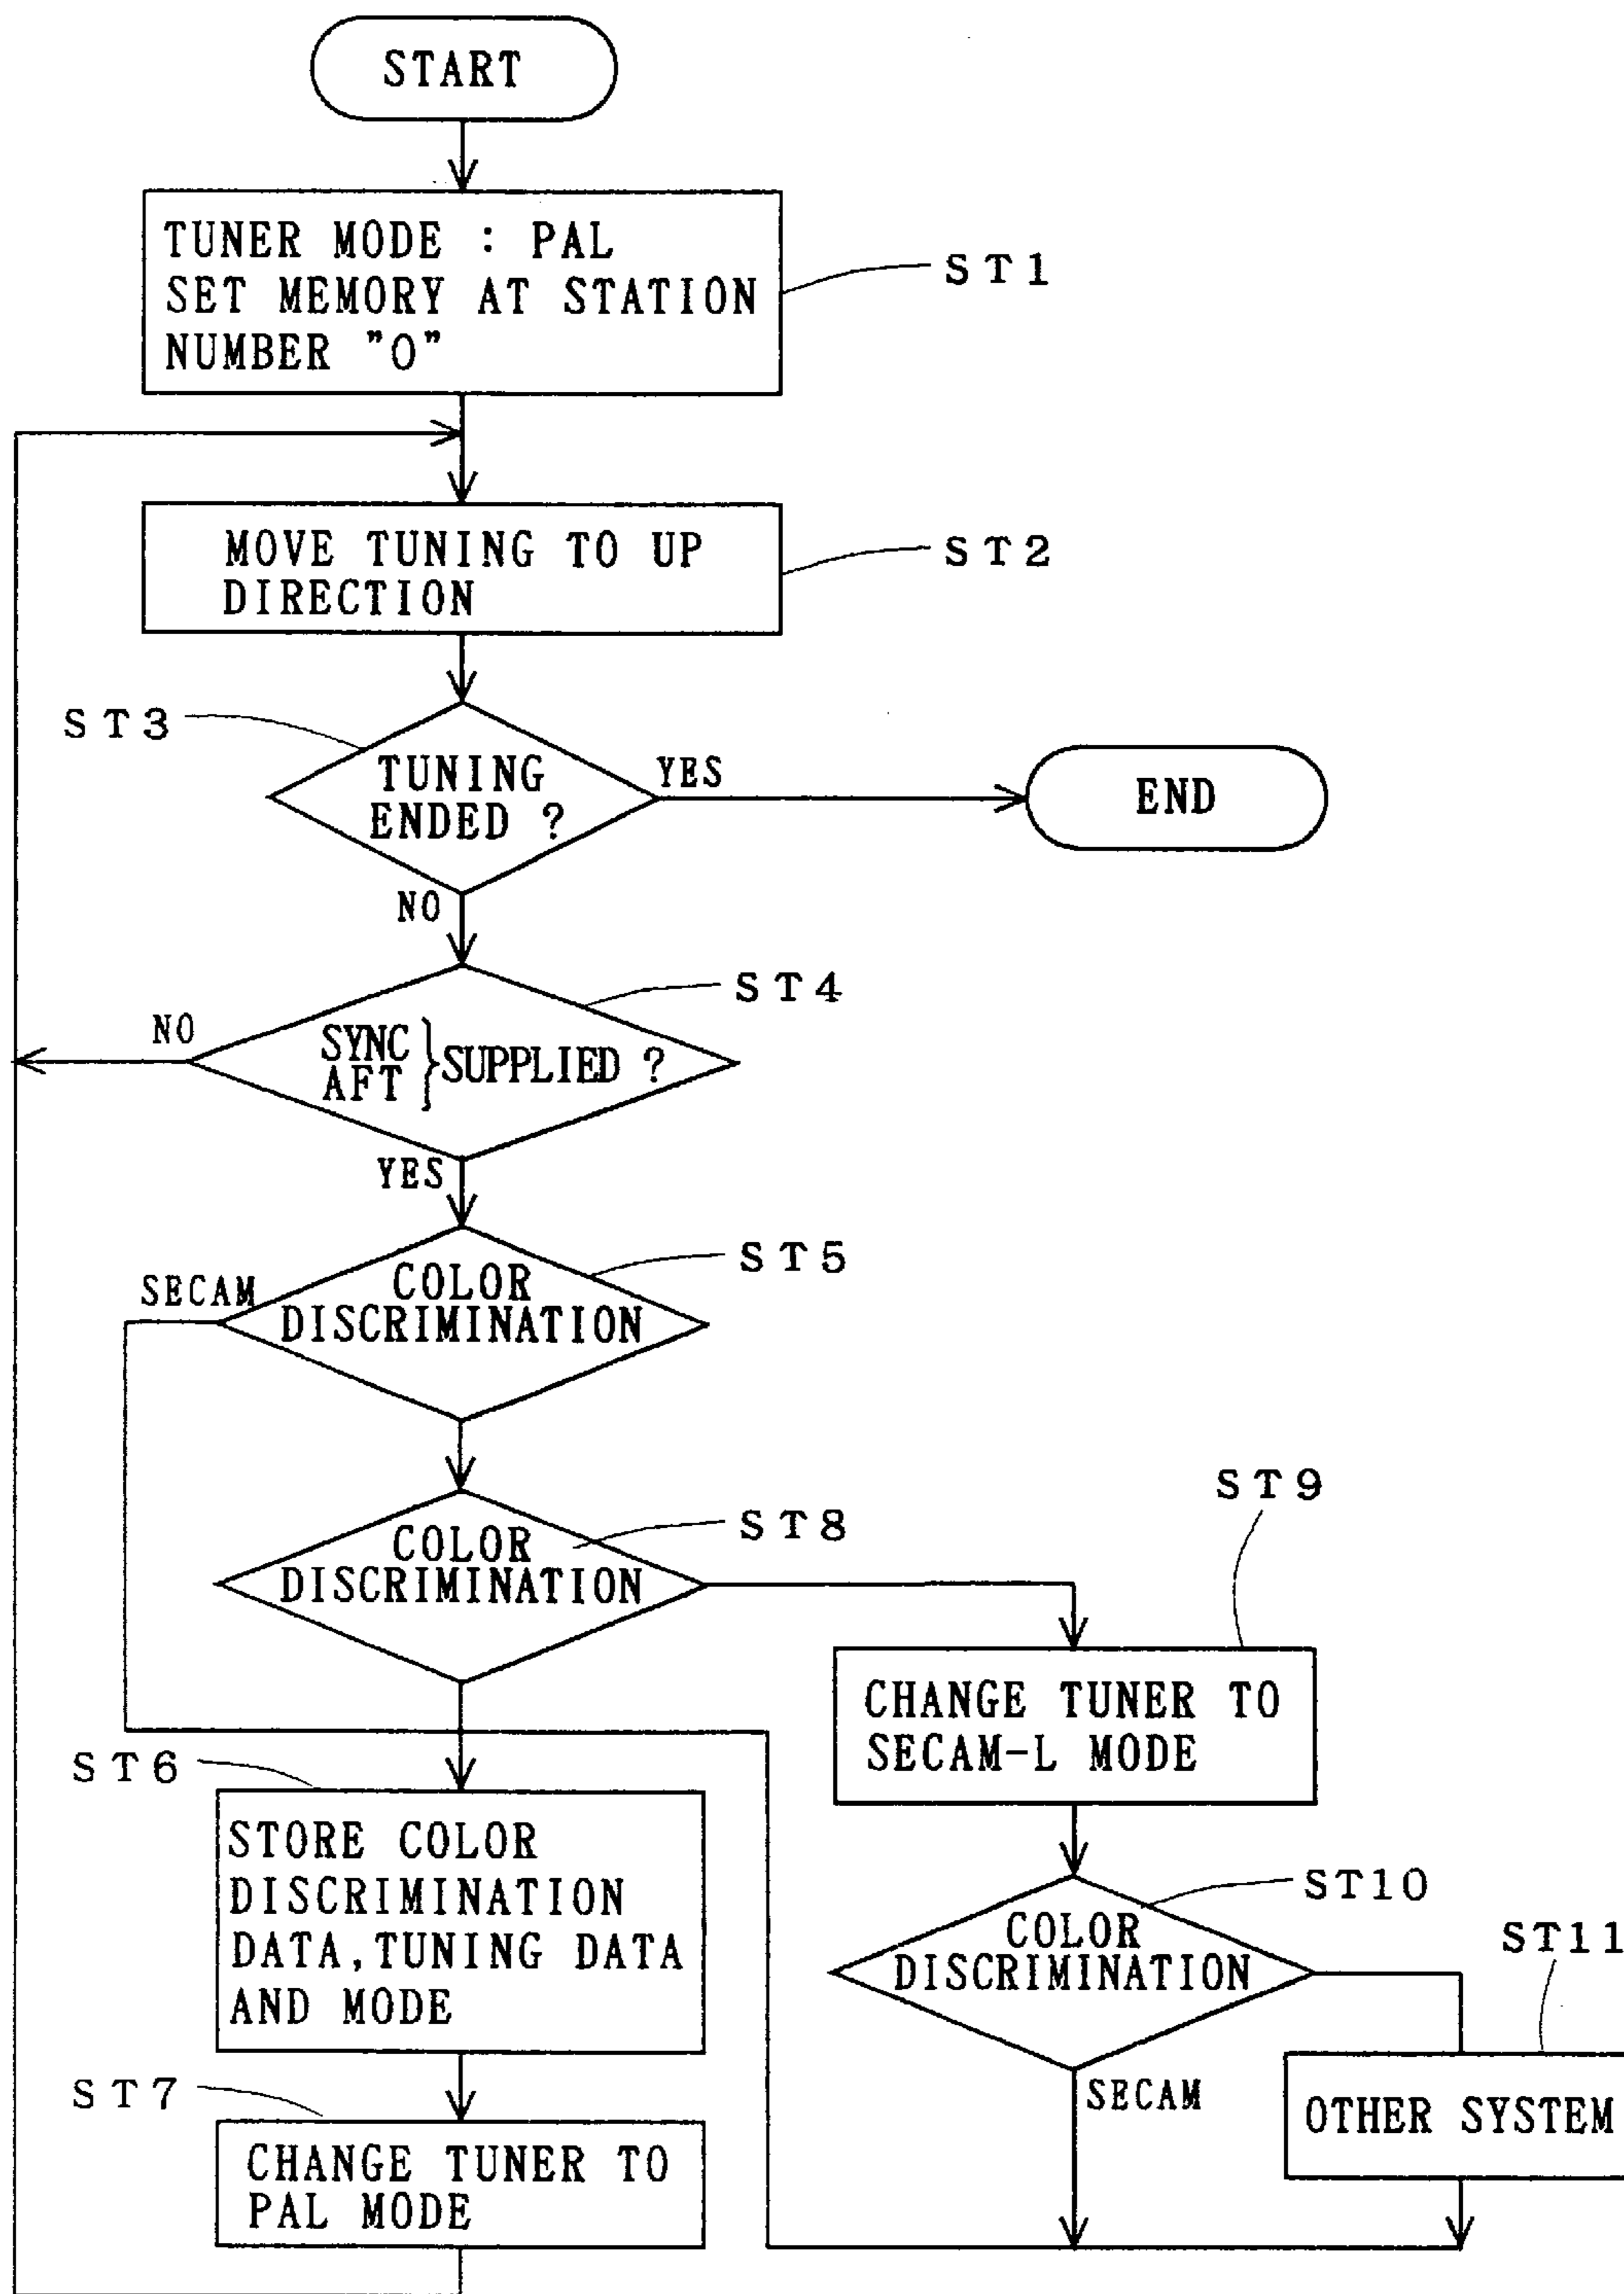 START
TUNER MODE : PAL
SET MEMORY AT STATION
NUMBER "0"
ST1
MOVE TUNING TO UP
DIRECTION
ST2
ST3
TUNING
ENDED ?
YES
END
NO
ST4
NO
SYNC
AFT
} SUPPLIED ?
YES
ST5
SECAM
COLOR
DISCRIMINATION
ST8
COLOR
DISCRIMINATION
ST9
CHANGE TUNER TO
SECAM-L MODE
ST6
STORE COLOR
DISCRIMINATION
DATA, TUNING DATA
AND MODE
ST10
COLOR
DISCRIMINATION
ST11
SECAM
OTHER SYSTEM
ST7
CHANGE TUNER TO
PAL MODE